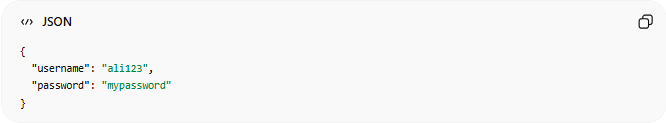 </> JSON
{
  "username": "ali123",
  "password": "mypassword"
}